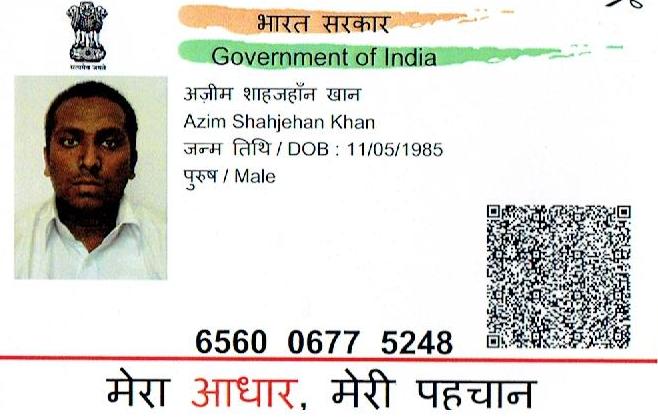 भारत सरकार
Government of India
सत्यमेव जयते
अज़ीम शाहजहाँन खान
Azim Shahjehan Khan
जन्म तिथि / DOB : 11/05/1985
पुरुष / Male
6560 0677 5248
मेरा आधार, मेरी पहचान